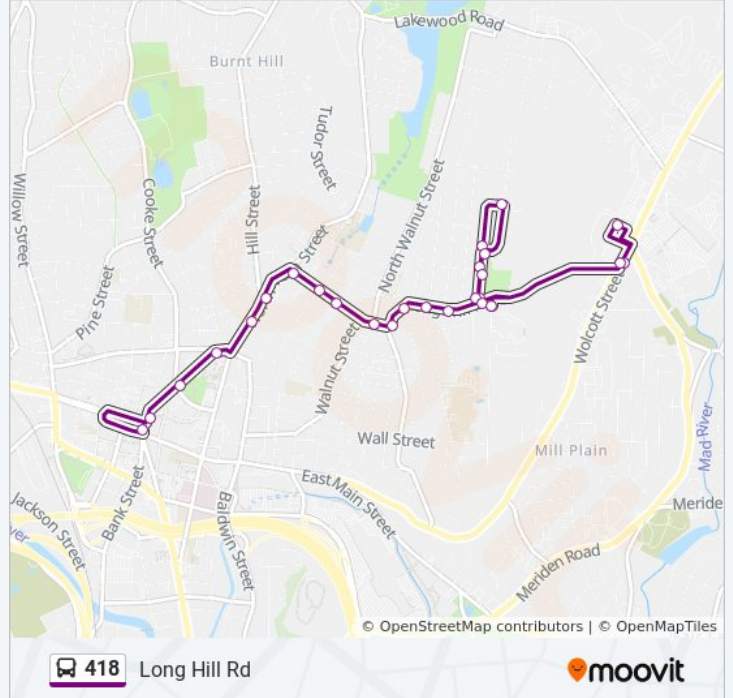 Lakewood Road
Burnt Hill
Tudor Street
Willow Street
Cooke Street
Hill Street
North Walnut Street
Street
Pine Street
Wolcott Street
Walnut Street
Wall Street
Mill Plain
Mad River
Bank Street
East Main Street
Jackson Street
Baldwin Street
Meride
ver
Meriden Road
© OpenStreetMap contributors | © OpenMapTiles
418 Long Hill Rd
moovit